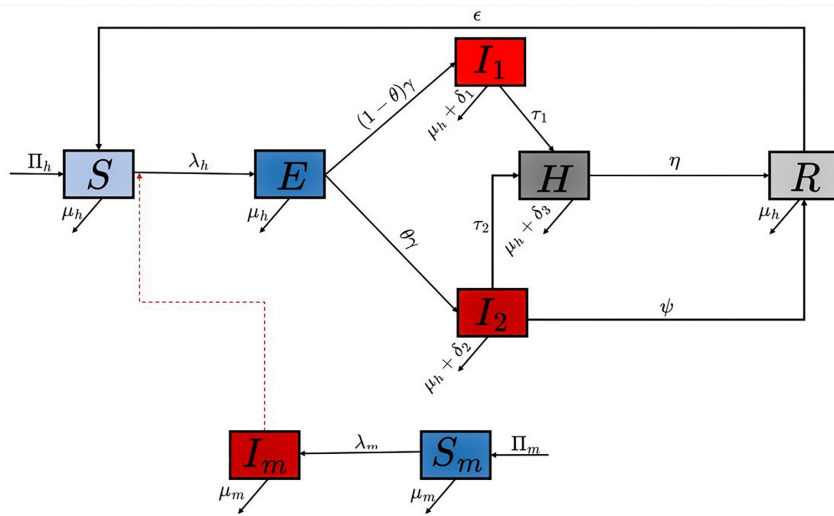 ϵ
I₁
(1 − θ)γ
μₕ + δ₁
τ₁
Πₕ
S
λₕ
E
H
η
R
μₕ
μₕ
μₕ + δ₃
μₕ
τ₂
θγ
I₂
ψ
μₕ + δ₂
Iₘ
λₘ
Sₘ
Πₘ
μₘ
μₘ